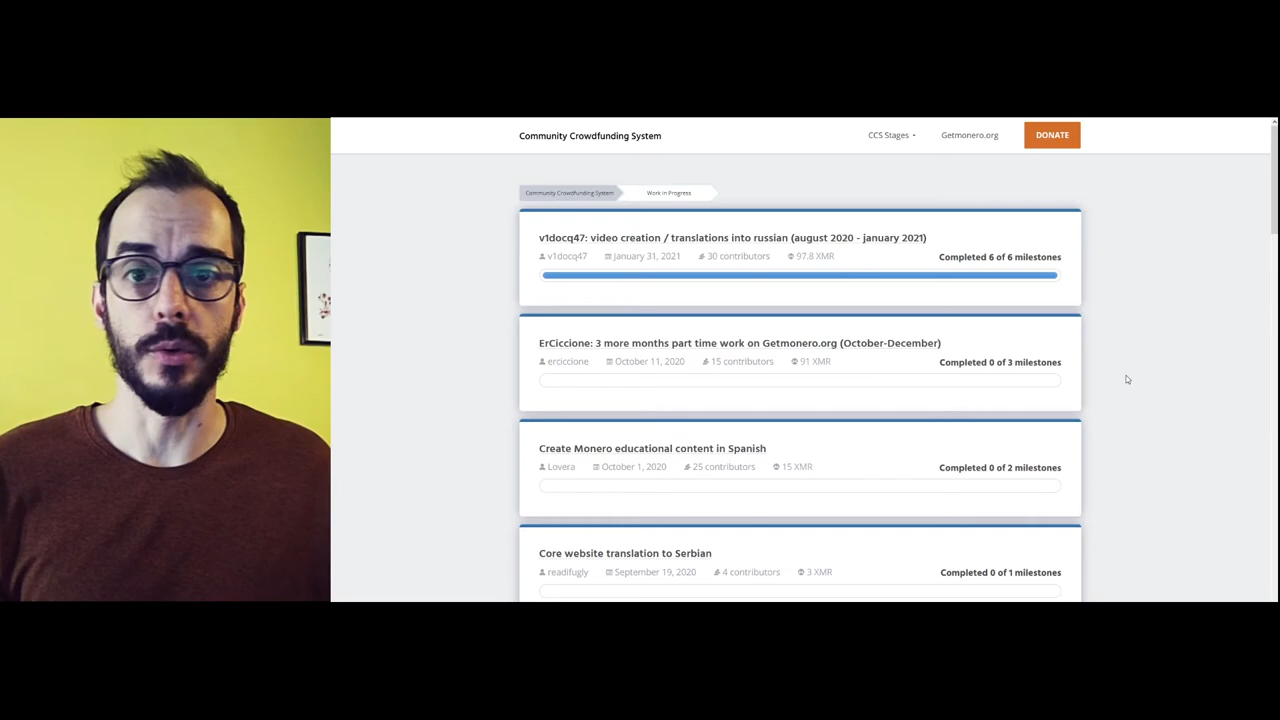 Community Crowdfunding System
CCS Stages
Getmonero.org
DONATE
Community Crowdfunding System
Work in Progress
v1docq47: video creation / translations into russian (august 2020 - january 2021)
v1docq47 January 31, 2021 30 contributors 97.8 XMR
Completed 6 of 6 milestones
ErCiccione: 3 more months part time work on Getmonero.org (October-December)
erciccione October 11, 2020 15 contributors 91 XMR
Completed 0 of 3 milestones
Create Monero educational content in Spanish
Lovera October 1, 2020 25 contributors 15 XMR
Completed 0 of 2 milestones
Core website translation to Serbian
readifugly September 19, 2020 4 contributors 3 XMR
Completed 0 of 1 milestones